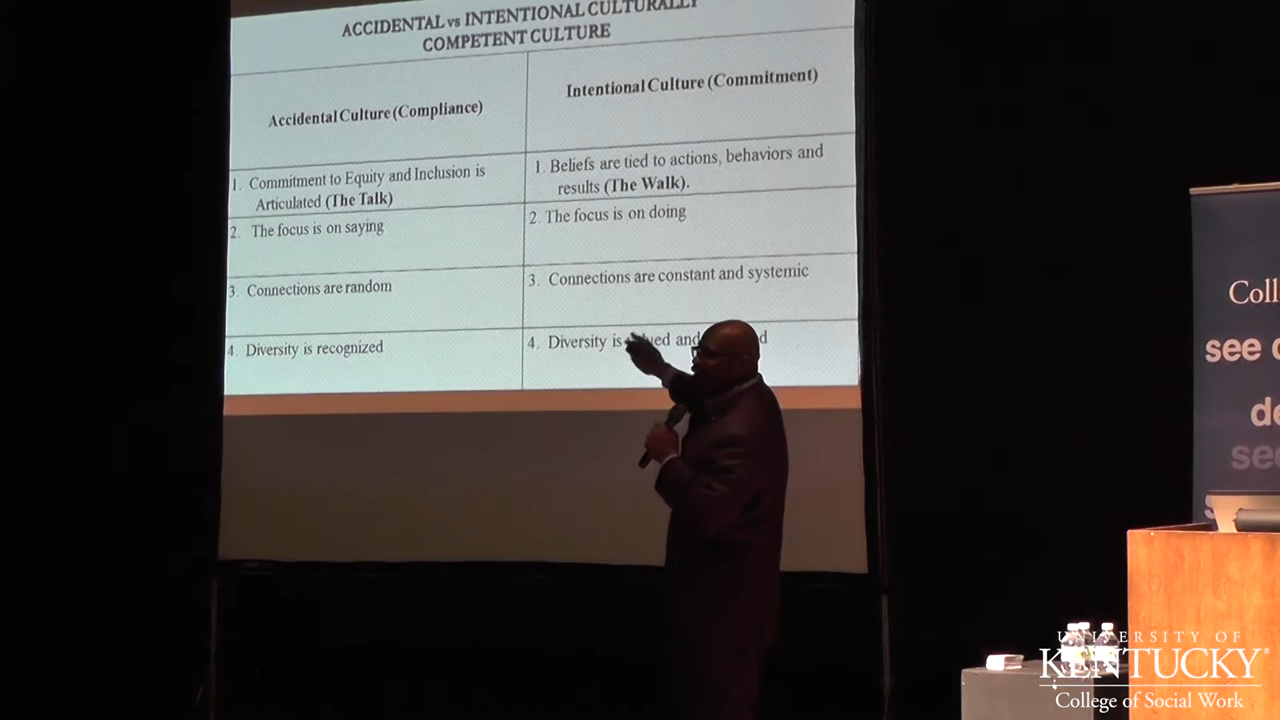 ACCIDENTAL vs INTENTIONAL CULTURALLY
COMPETENT CULTURE
Accidental Culture (Compliance)
Intentional Culture (Commitment)
1. Commitment to Equity and Inclusion is
Articulated (The Talk)
1. Beliefs are tied to actions, behaviors and
results (The Walk).
2. The focus is on saying
2. The focus is on doing
3. Connections are random
3. Connections are constant and systemic
4. Diversity is recognized
4. Diversity is and
Coll
see
de
see
UNIVERSITY OF
KENTUCKY®
College of Social Work